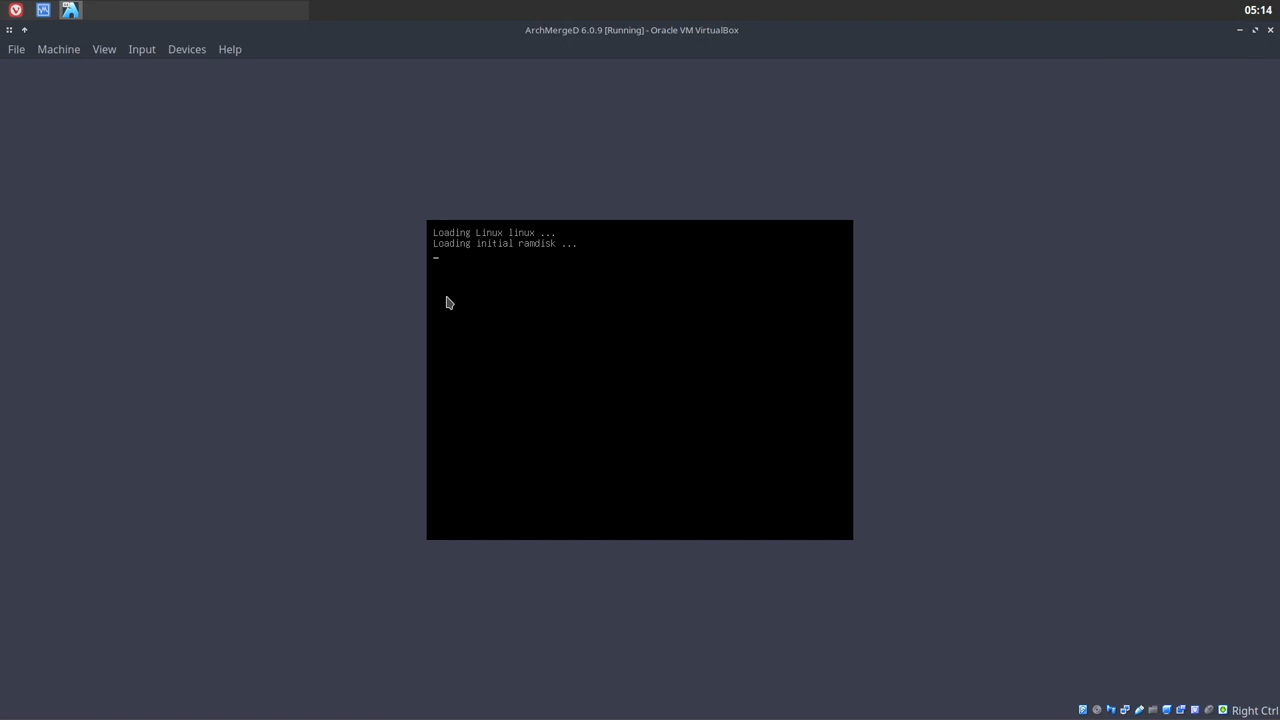 05:14
ArchMergeD 6.0.9 [Running] - Oracle VM VirtualBox
File Machine View Input Devices Help
Loading Linux linux ...
Loading initial ramdisk ...
_
Right Ctrl